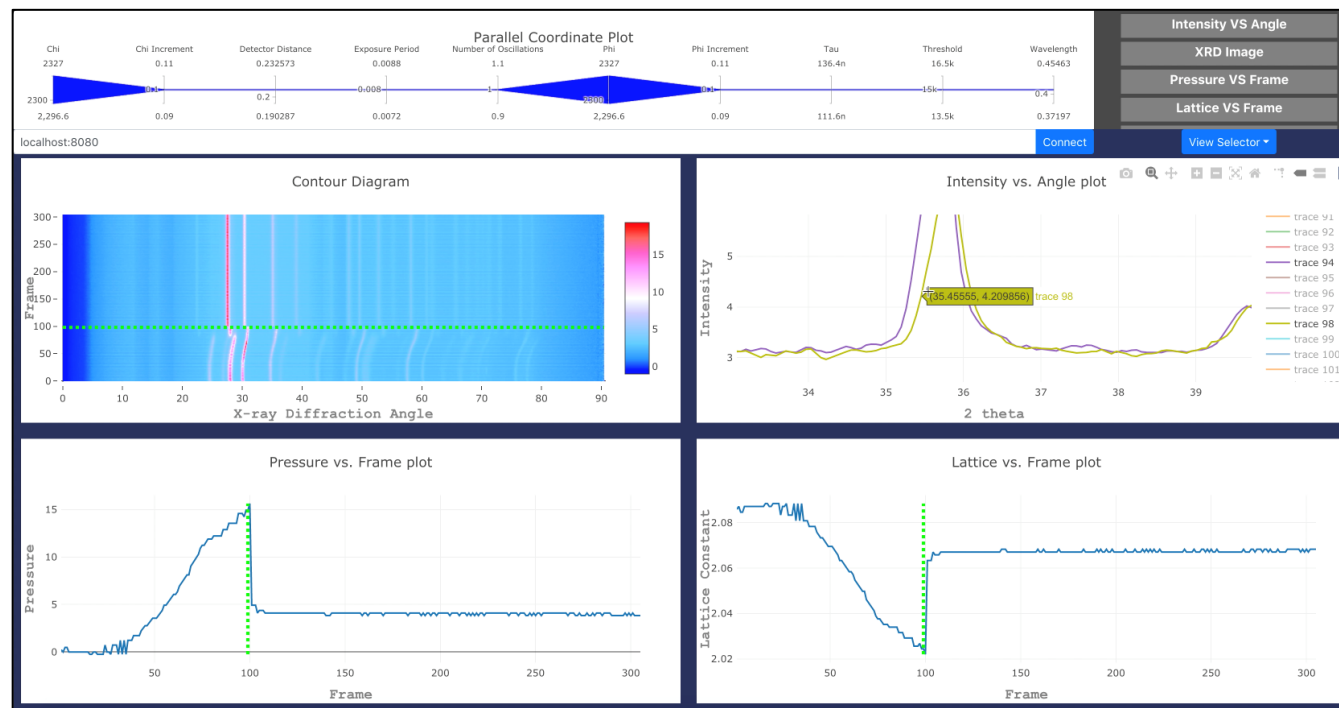 Parallel Coordinate Plot
Chi Chi Increment Detector Distance Exposure Period Number of Oscillations Phi Phi Increment Tau Threshold Wavelength
2327 0.11 0.232573 0.0088 1.1 2327 0.11 136.4n 16.5k 0.45463
0.1 0.008 1 0.1 15k
2300 0.2 2300 0.4
2,296.6 0.09 0.190287 0.0072 0.9 2,296.6 0.09 111.6n 13.5k 0.37197
Intensity VS Angle
XRD Image
Pressure VS Frame
Lattice VS Frame
localhost:8080
Connect
View Selector
Contour Diagram
Frame
300
250
200
150
100
50
0
0 10 20 30 40 50 60 70 80 90
X-ray Diffraction Angle
15
10
5
0
Intensity vs. Angle plot
Intensity
5
4
3
(35.45555, 4.209856) trace 98
34 35 36 37 38 39
2 theta
trace 91
trace 92
trace 93
trace 94
trace 95
trace 96
trace 97
trace 98
trace 99
trace 100
trace 101
Pressure vs. Frame plot
Pressure
15
10
5
0
50 100 150 200 250 300
Frame
Lattice vs. Frame plot
Lattice Constant
2.08
2.06
2.04
2.02
50 100 150 200 250 300
Frame